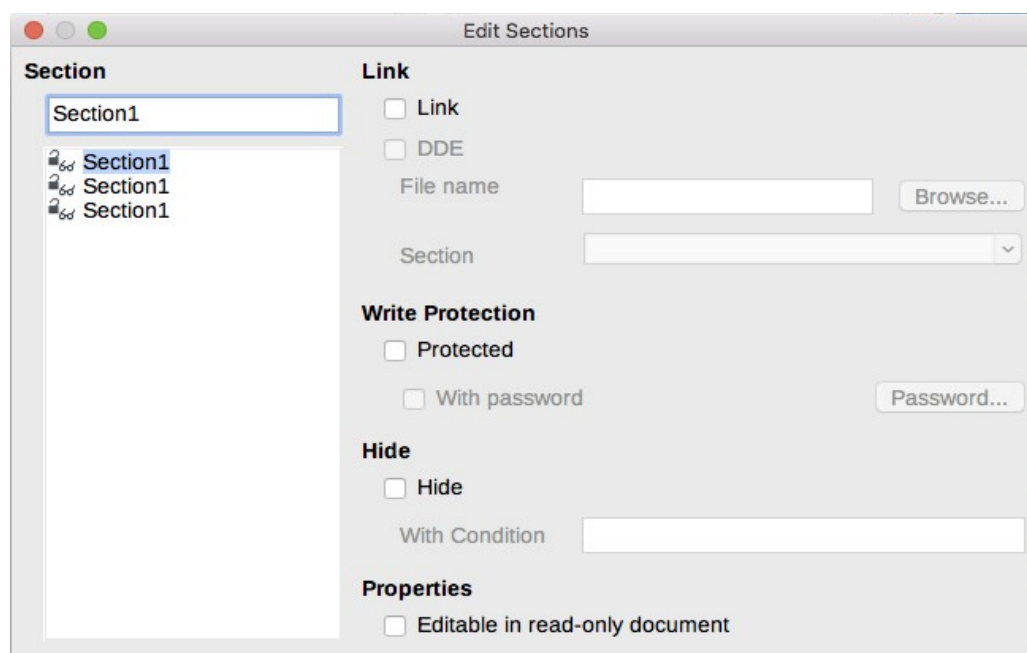 Edit Sections
Section
Section1
Section1
Section1
Section1
Link
Link
DDE
File name
Browse...
Section
Write Protection
Protected
With password
Password...
Hide
Hide
With Condition
Properties
Editable in read-only document